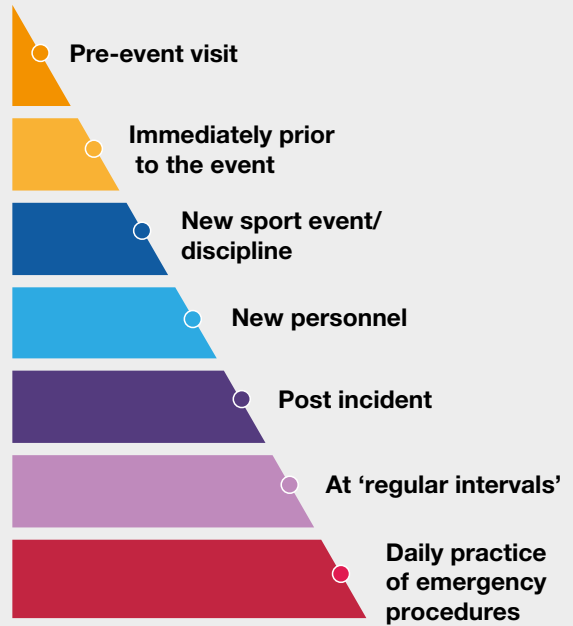 Pre-event visit
Immediately prior
to the event
New sport event/
discipline
New personnel
Post incident
At ‘regular intervals’
Daily practice
of emergency
procedures